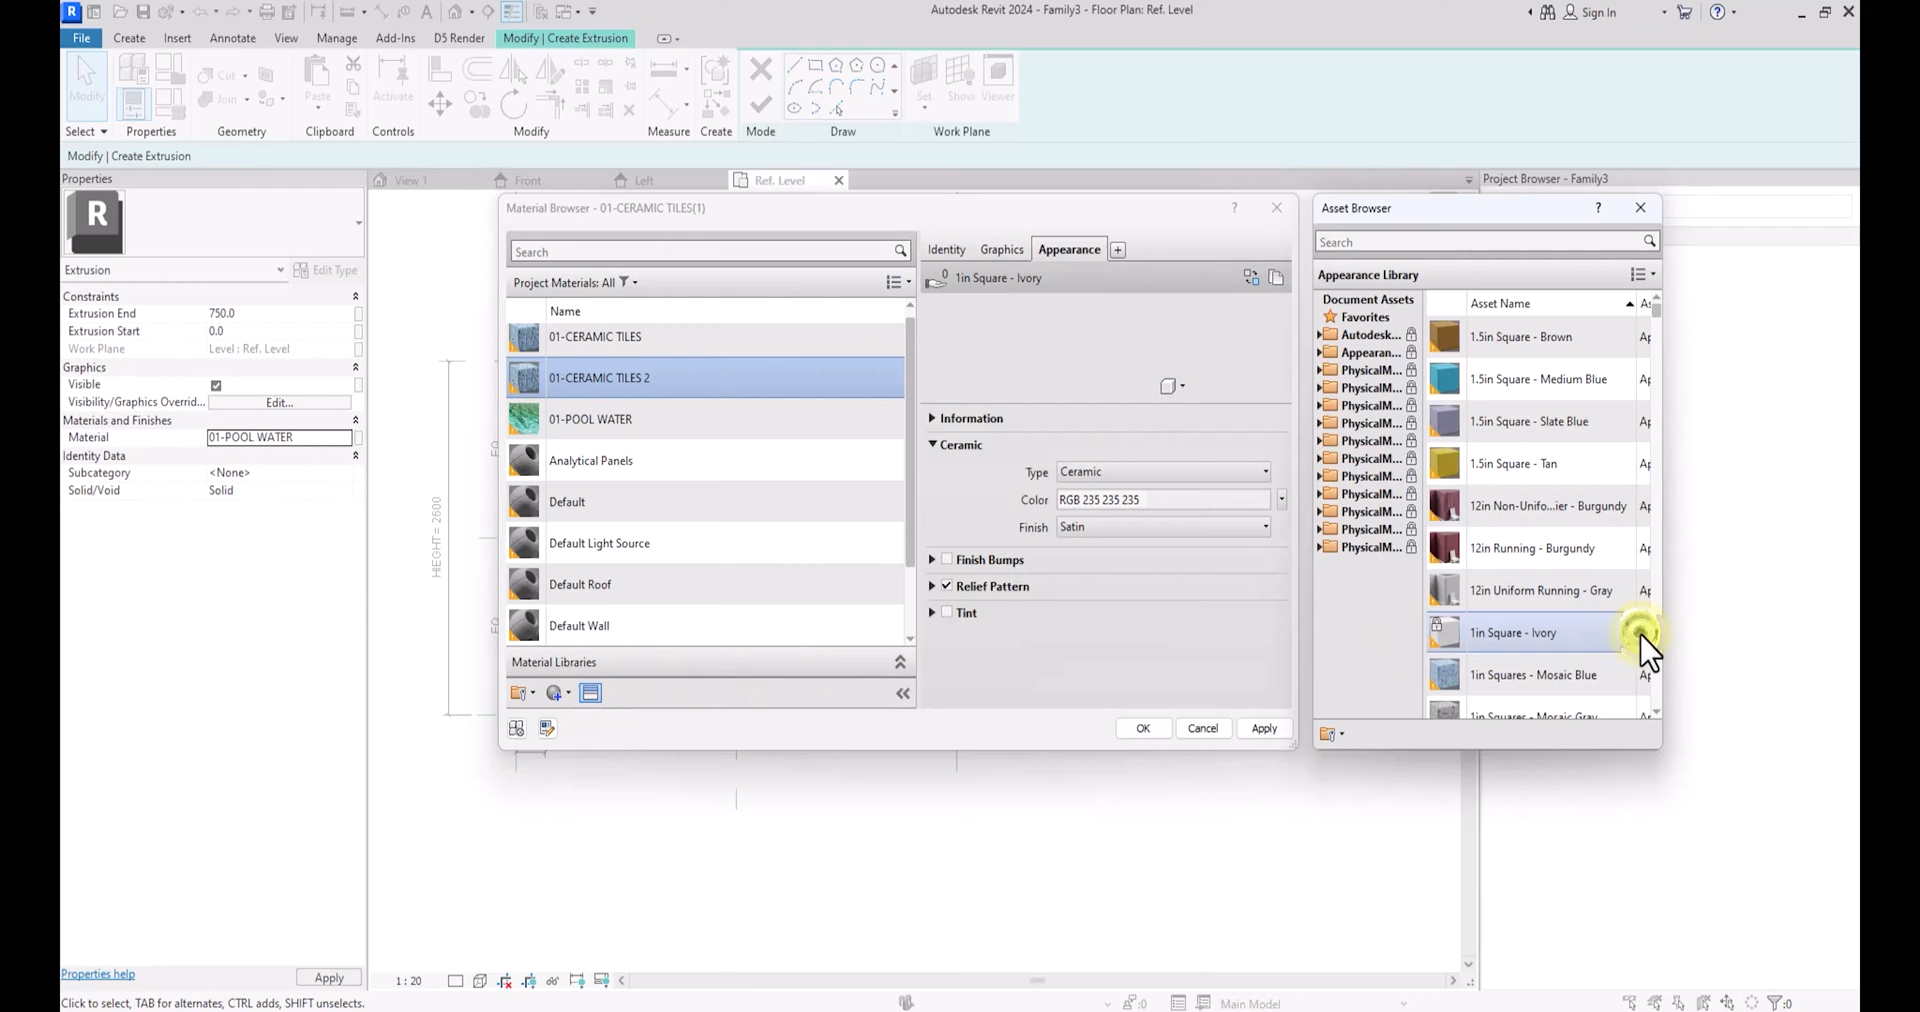 Autodesk Revit 2024 - Family3 - Floor Plan: Ref. Level
Sign In
File Create Insert Annotate View Manage Add-Ins D5 Render Modify | Create Extrusion
Modify
Cut
Join
Paste
Activate
Set Show Viewer
Select Properties Geometry Clipboard Controls Modify Measure Create Mode Draw Work Plane
Modify | Create Extrusion
Properties
R
Extrusion
Edit Type
Constraints
Extrusion End 750.0
Extrusion Start 0.0
Work Plane Level : Ref. Level
Graphics
Visible
Visibility/Graphics Overrid... Edit...
Materials and Finishes
Material 01-POOL WATER
Identity Data
Subcategory <None>
Solid/Void Solid
Properties help
Apply
View 1 Front Left Ref. Level
HIEGHT = 2600
Material Browser - 01-CERAMIC TILES(1)
?
Search
Project Materials: All
Name
01-CERAMIC TILES
01-CERAMIC TILES 2
01-POOL WATER
Analytical Panels
Default
Default Light Source
Default Roof
Default Wall
Material Libraries
Identity Graphics Appearance +
0 1in Square - Ivory
Information
Ceramic
Type Ceramic
Color RGB 235 235 235
Finish Satin
Finish Bumps
Relief Pattern
Tint
OK Cancel Apply
Project Browser - Family3
Asset Browser
?
Search
Appearance Library
Document Assets
Favorites
Autodesk...
Appearan...
PhysicalM...
PhysicalM...
PhysicalM...
PhysicalM...
PhysicalM...
PhysicalM...
PhysicalM...
PhysicalM...
PhysicalM...
PhysicalM...
PhysicalM...
Asset Name
1.5in Square - Brown
1.5in Square - Medium Blue
1.5in Square - Slate Blue
1.5in Square - Tan
12in Non-Unifo...ier - Burgundy
12in Running - Burgundy
12in Uniform Running - Gray
1in Square - Ivory
1in Squares - Mosaic Blue
1in Squares - Mosaic Gray
1 : 20
Click to select, TAB for alternates, CTRL adds, SHIFT unselects.
:0
Main Model
:0